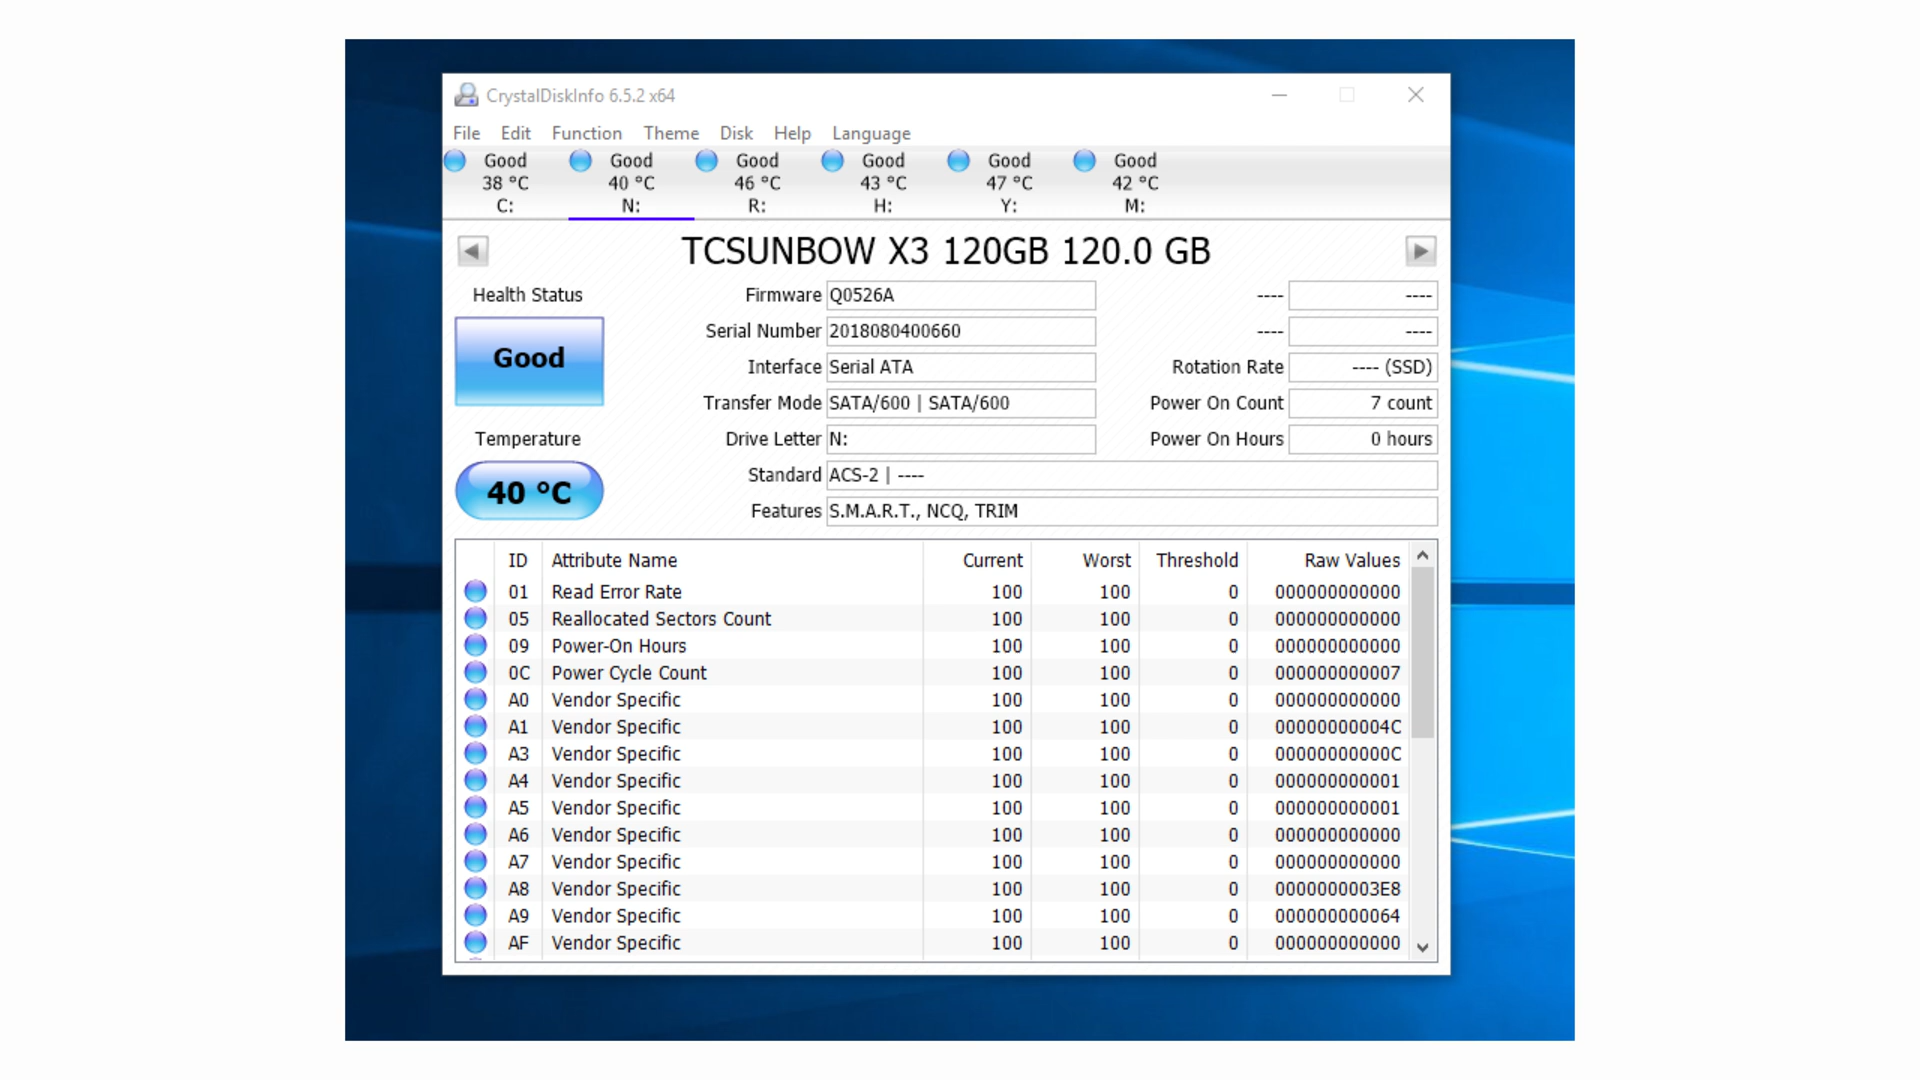 CrystalDiskInfo 6.5.2 x64
File Edit Function Theme Disk Help Language
Good Good Good Good Good Good
38 °C 40 °C 46 °C 43 °C 47 °C 42 °C
C: N: R: H: Y: M:
TCSUNBOW X3 120GB 120.0 GB
Health Status
Good
Temperature
40 °C
Firmware Q0526A ---- ----
Serial Number 2018080400660 ---- ----
Interface Serial ATA Rotation Rate ---- (SSD)
Transfer Mode SATA/600 | SATA/600 Power On Count 7 count
Drive Letter N: Power On Hours 0 hours
Standard ACS-2 | ----
Features S.M.A.R.T., NCQ, TRIM
ID Attribute Name Current Worst Threshold Raw Values
01 Read Error Rate 100 100 0 000000000000
05 Reallocated Sectors Count 100 100 0 000000000000
09 Power-On Hours 100 100 0 000000000000
0C Power Cycle Count 100 100 0 000000000007
A0 Vendor Specific 100 100 0 000000000000
A1 Vendor Specific 100 100 0 00000000004C
A3 Vendor Specific 100 100 0 00000000000C
A4 Vendor Specific 100 100 0 000000000001
A5 Vendor Specific 100 100 0 000000000001
A6 Vendor Specific 100 100 0 000000000000
A7 Vendor Specific 100 100 0 000000000000
A8 Vendor Specific 100 100 0 0000000003E8
A9 Vendor Specific 100 100 0 000000000064
AF Vendor Specific 100 100 0 000000000000